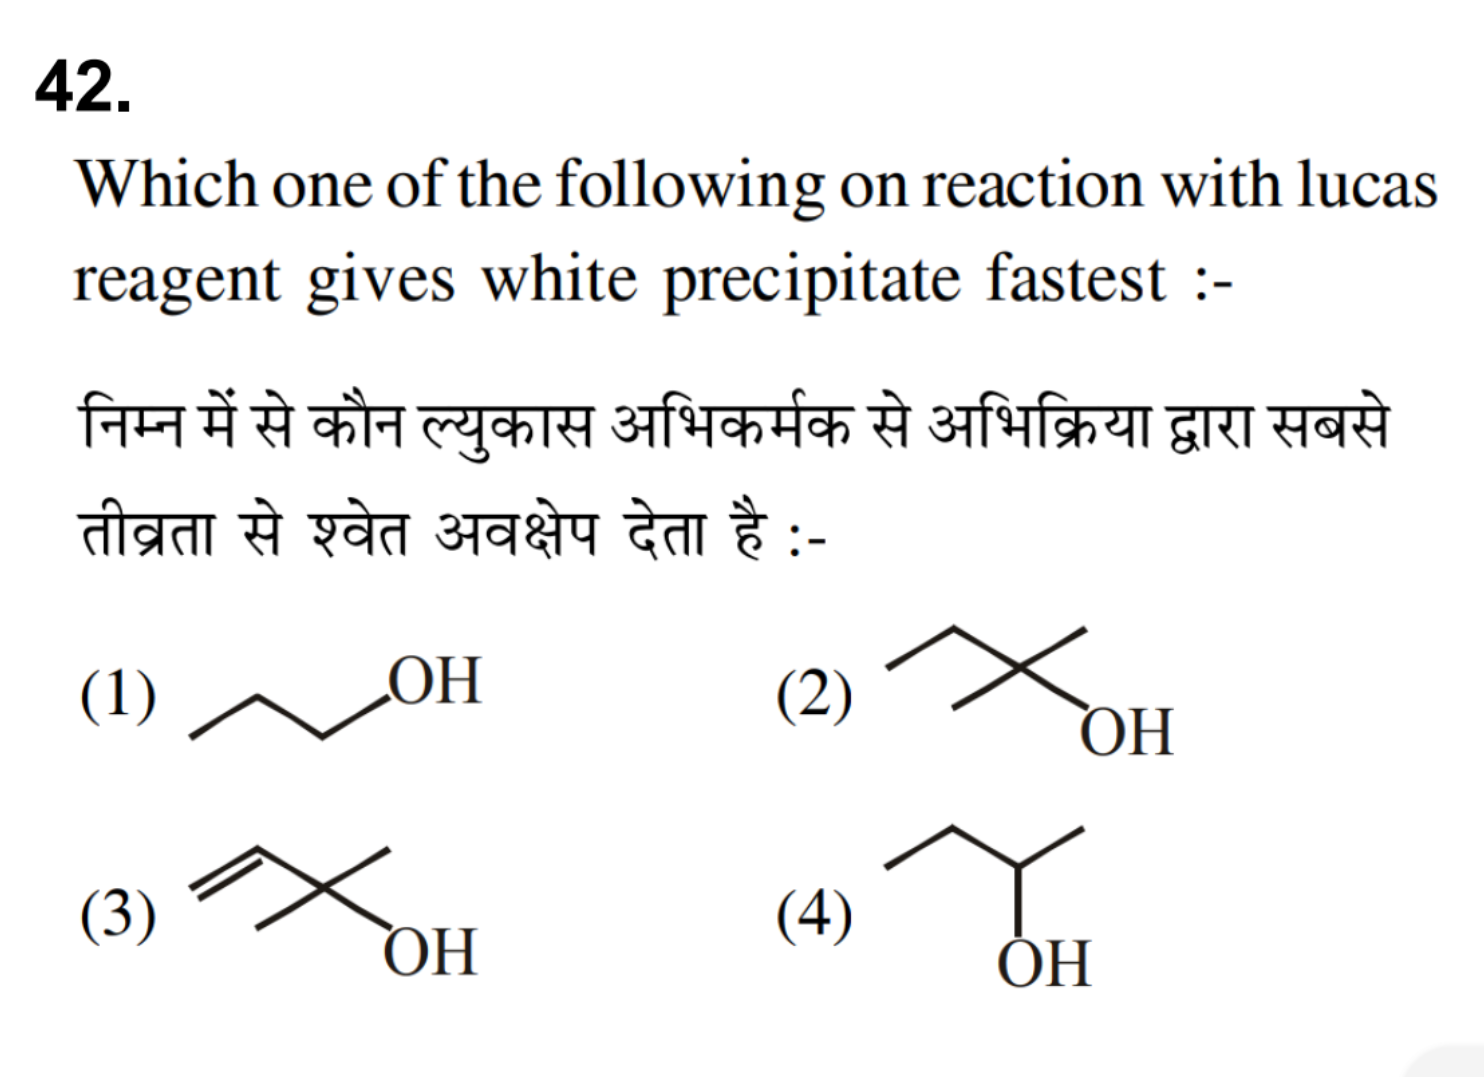 42.
Which one of the following on reaction with lucas
reagent gives white precipitate fastest :-
निम्न में से कौन ल्युकास अभिकर्मक से अभिक्रिया द्वारा सबसे
तीव्रता से श्वेत अवक्षेप देता है :-
(1) OH
(2) OH
(3) OH
(4) OH